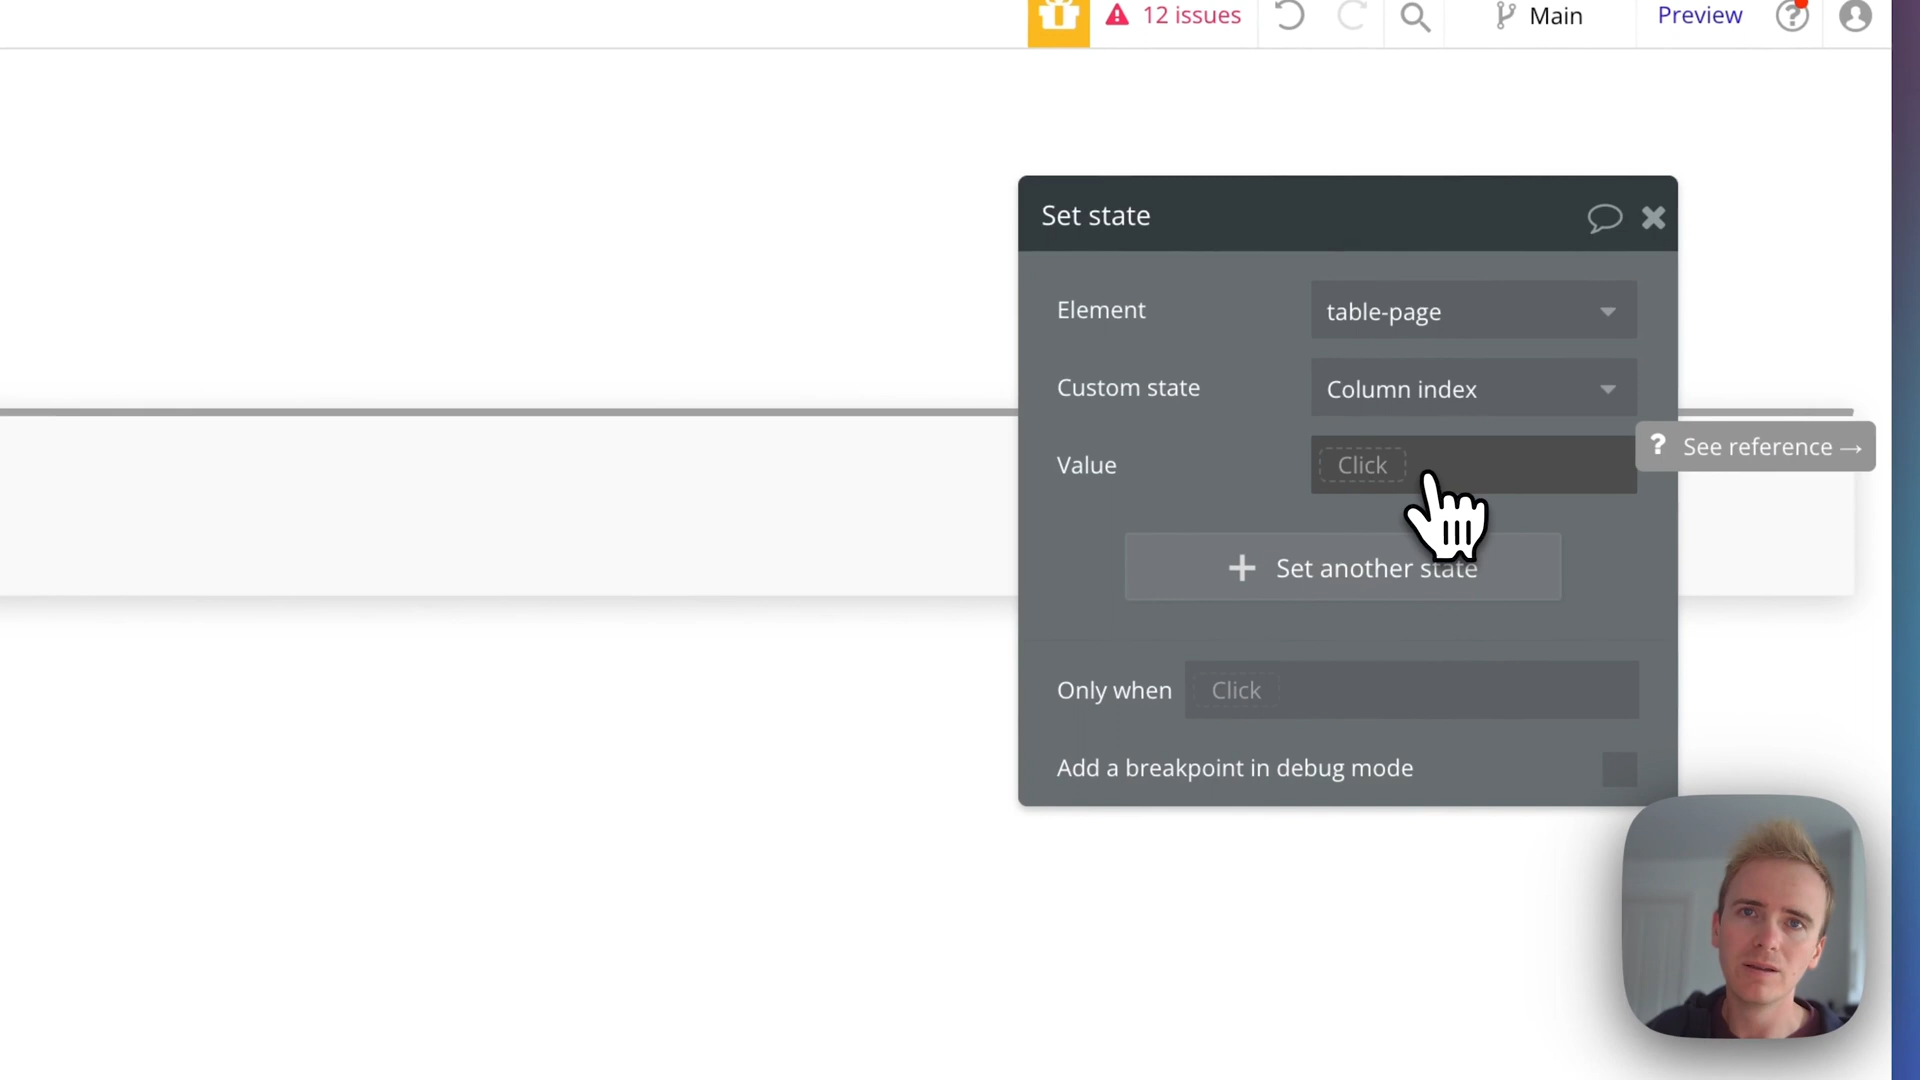 12 issues
Main
Preview
Set state
Element
table-page
Custom state
Column index
Value
Click
? See reference →
+ Set another state
Only when
Click
Add a breakpoint in debug mode